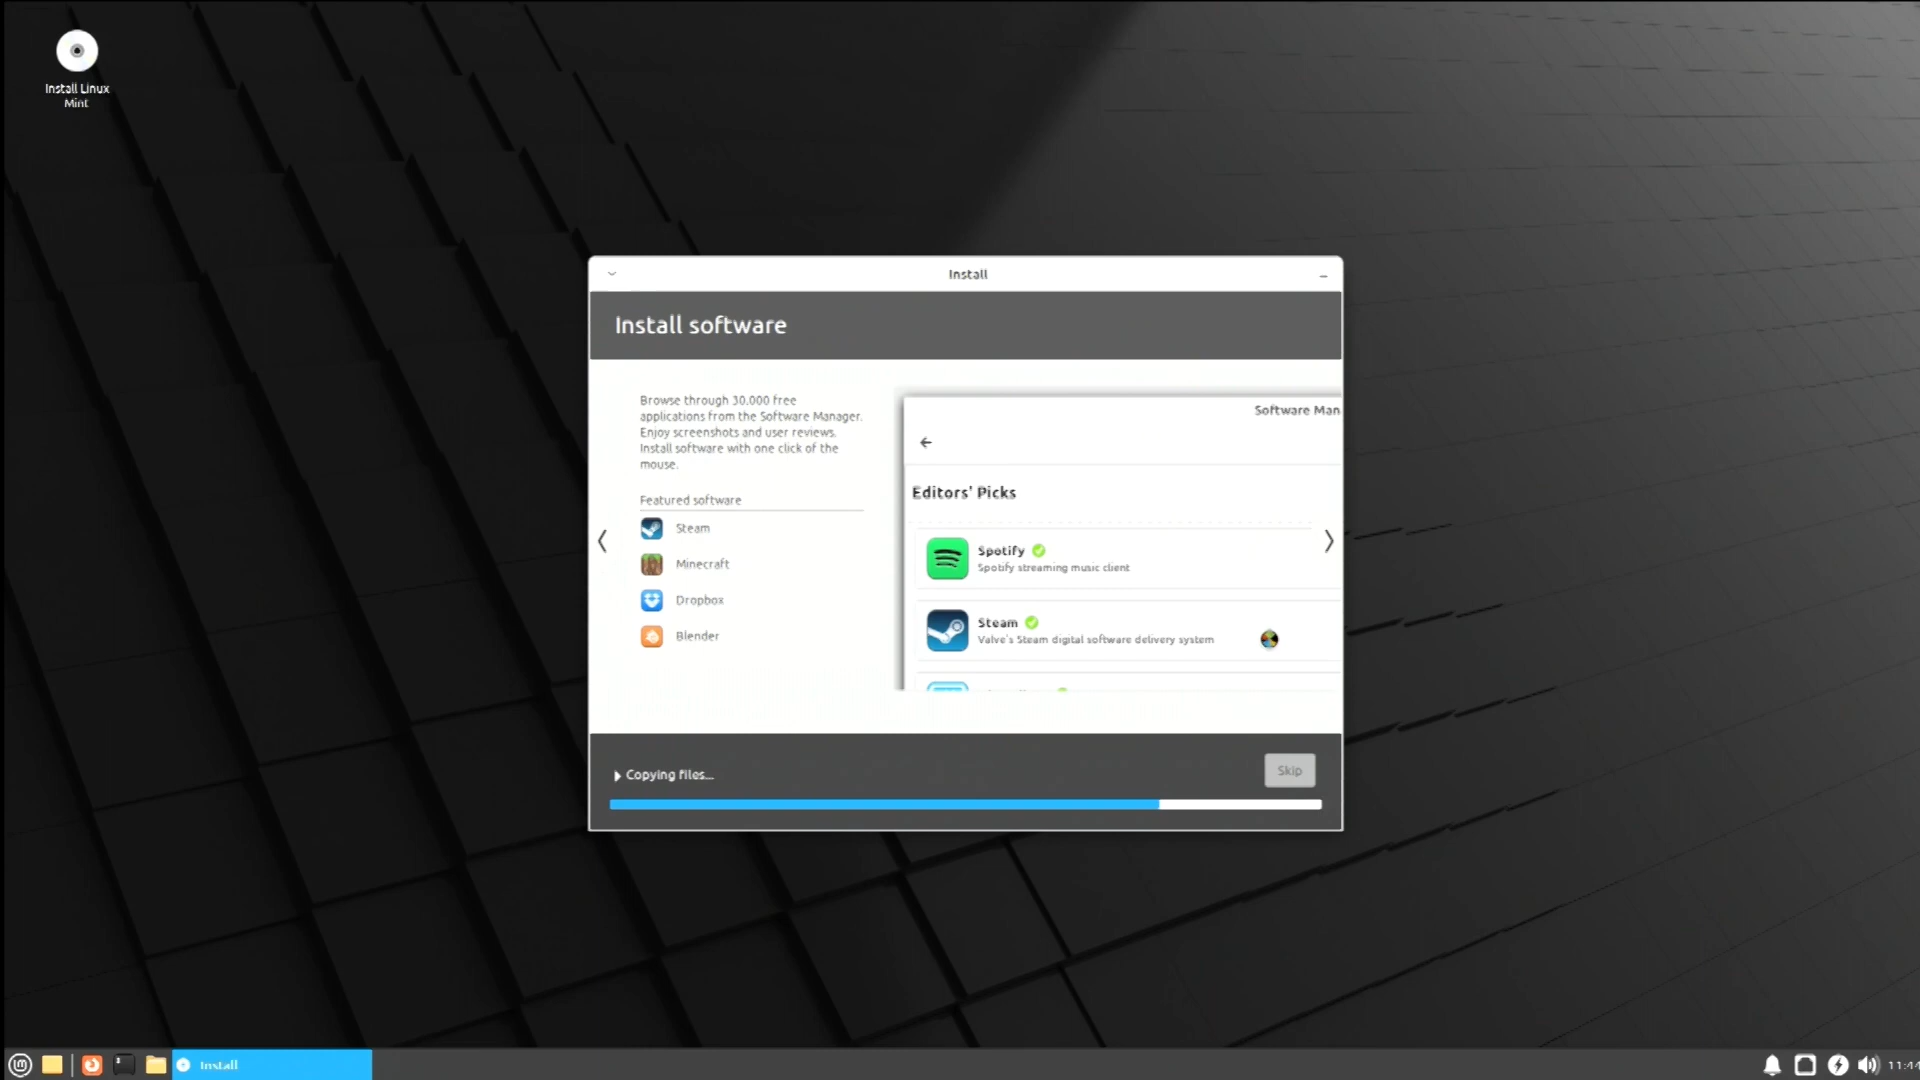 Install Linux
Mint
Install
Install software
Browse through 30.000 free
applications from the Software Manager.
Enjoy screenshots and user reviews.
Install software with one click of the
mouse.
Featured software
Steam
Minecraft
Dropbox
Blender
Software Man
Editors' Picks
Spotify
Spotify streaming music client
Steam
Valve's Steam digital software delivery system
Copying files...
Skip
Install
11:44